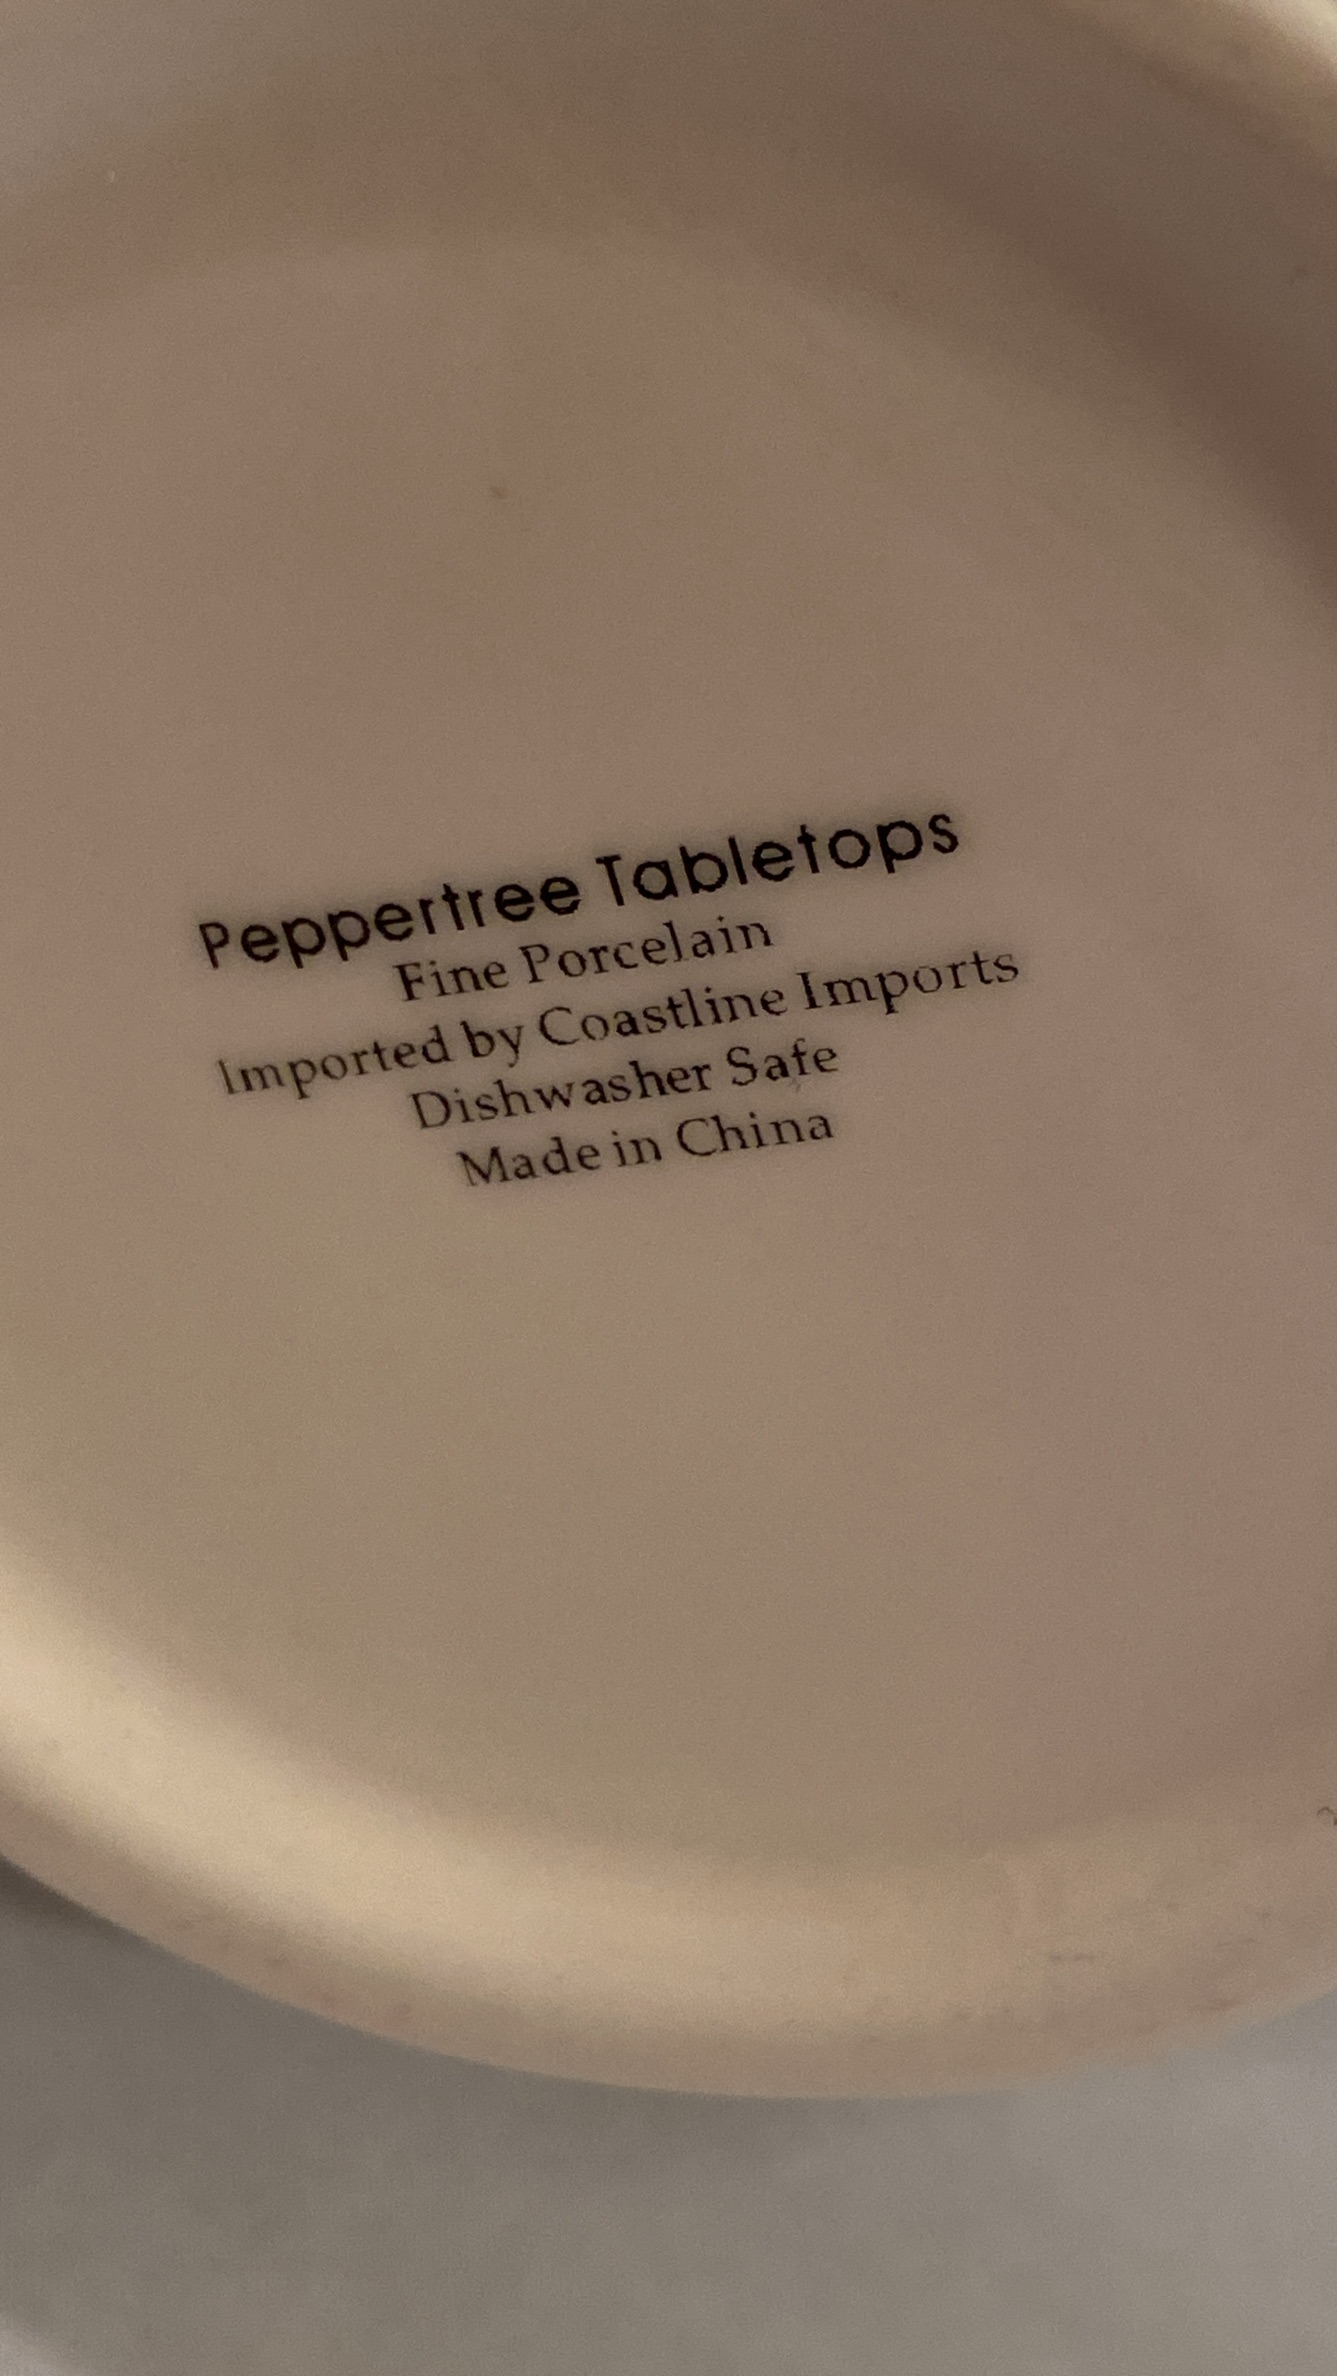 Peppertree Tabletops
Fine Porcelain
Imported by Coastline Imports
Dishwasher Safe
Made in China